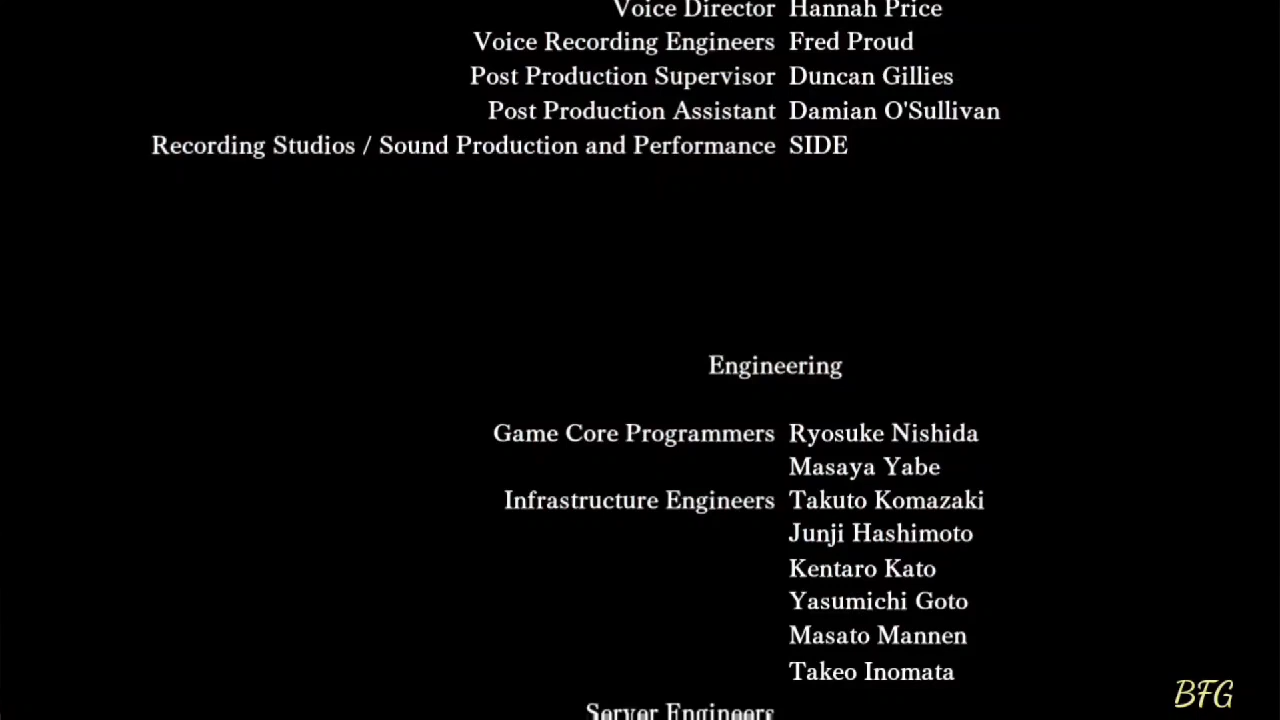 Voice Director Hannah Price
Voice Recording Engineers Fred Proud
Post Production Supervisor Duncan Gillies
Post Production Assistant Damian O'Sullivan
Recording Studios / Sound Production and Performance SIDE
Engineering
Game Core Programmers Ryosuke Nishida
Masaya Yabe
Infrastructure Engineers Takuto Komazaki
Junji Hashimoto
Kentaro Kato
Yasumichi Goto
Masato Mannen
Takeo Inomata
Server Engineers
BFG